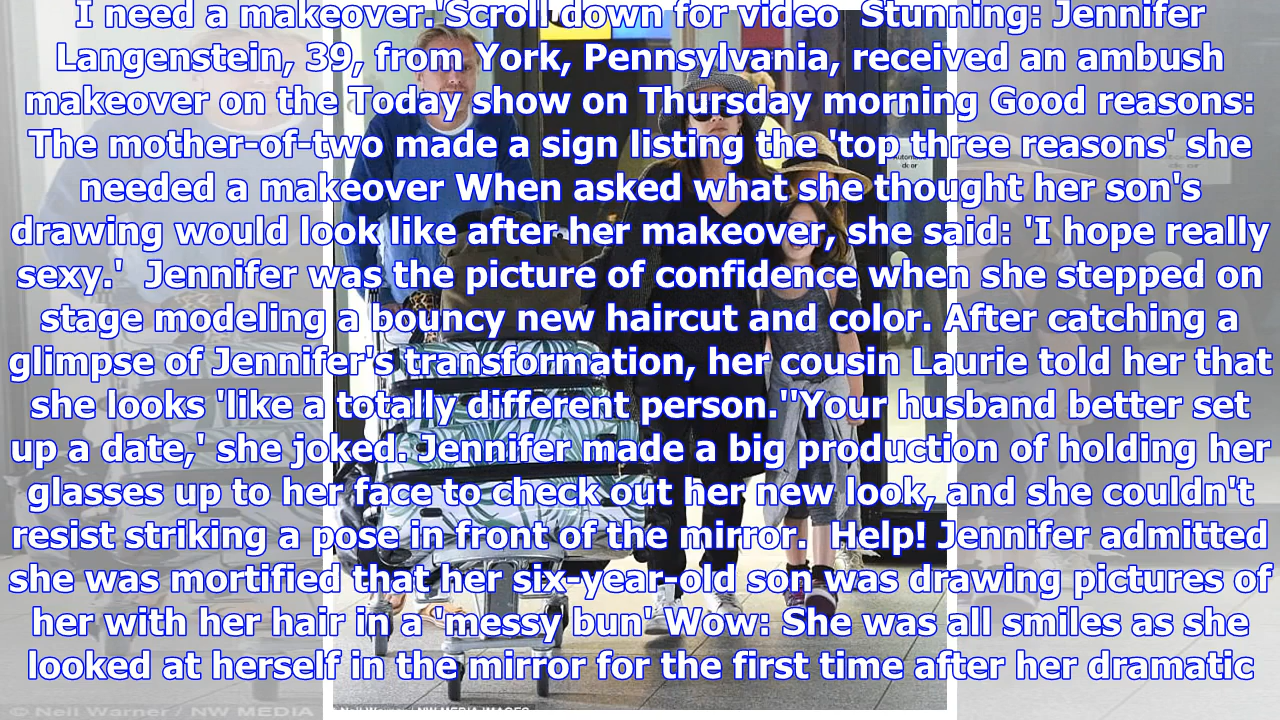 I need a makeover.'Scroll down for video  Stunning: Jennifer
Langenstein, 39, from York, Pennsylvania, received an ambush
makeover on the Today show on Thursday morning Good reasons:
The mother-of-two made a sign listing the 'top three reasons' she
needed a makeover When asked what she thought her son's
drawing would look like after her makeover, she said: 'I hope really
sexy.'  Jennifer was the picture of confidence when she stepped on
stage modeling a bouncy new haircut and color. After catching a
glimpse of Jennifer's transformation, her cousin Laurie told her that
she looks 'like a totally different person.''Your husband better set
up a date,' she joked. Jennifer made a big production of holding her
glasses up to her face to check out her new look, and she couldn't
resist striking a pose in front of the mirror.  Help! Jennifer admitted
she was mortified that her six-year-old son was drawing pictures of
her with her hair in a 'messy bun' Wow: She was all smiles as she
looked at herself in the mirror for the first time after her dramatic
© Neil Warner / NW MEDIA